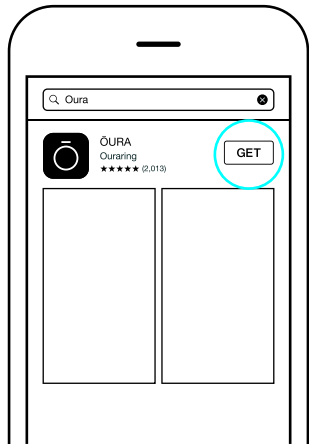 Oura
ŌURA
Ouraring
★★★★★ (2,013)
GET